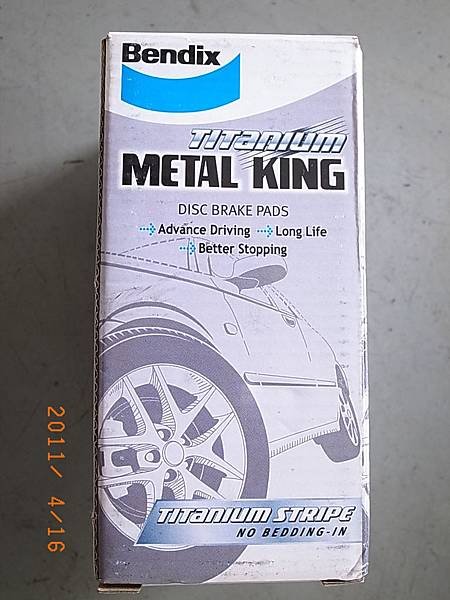 Bendix
TITANIUM
METAL KING
DISC BRAKE PADS
Advance Driving Long Life
Better Stopping
TITANIUM STRIPE
NO BEDDING-IN
2011/ 4/16